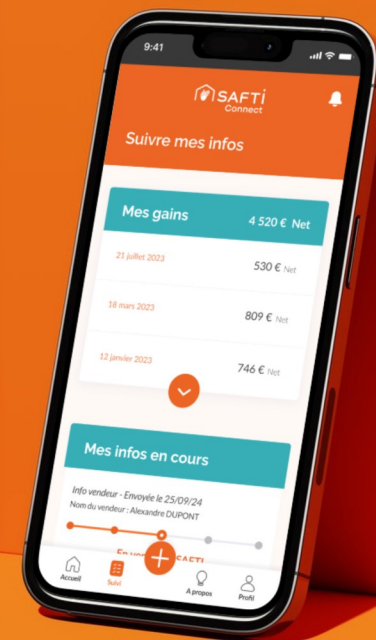 9:41
SAFTI
Connect
Suivre mes infos
Mes gains 4 520 € Net
21 juillet 2023 530 € Net
18 mars 2023 809 € Net
12 janvier 2023 746 € Net
Mes infos en cours
Info vendeur - Envoyée le 25/09/24
Nom du vendeur : Alexandre DUPONT
SAFTI
Accueil Suivi A propos Profil